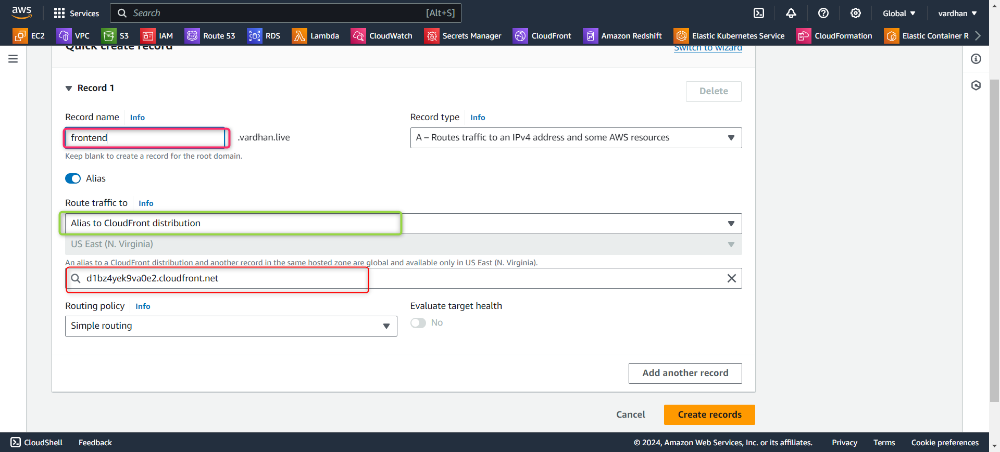 aws
Services
Search
[Alt+S]
Global
vardhan
EC2
VPC
S3
IAM
Route 53
RDS
Lambda
CloudWatch
Secrets Manager
CloudFront
Amazon Redshift
Elastic Kubernetes Service
CloudFormation
Elastic Container R
Quick create record
Switch to wizard
Record 1
Delete
Record name
Info
Record type
Info
frontend
.vardhan.live
A – Routes traffic to an IPv4 address and some AWS resources
Keep blank to create a record for the root domain.
Alias
Route traffic to
Info
Alias to CloudFront distribution
US East (N. Virginia)
An alias to a CloudFront distribution and another record in the same hosted zone are global and available only in US East (N. Virginia).
d1bz4yek9va0e2.cloudfront.net
Routing policy
Info
Evaluate target health
Simple routing
No
Add another record
Cancel
Create records
CloudShell
Feedback
© 2024, Amazon Web Services, Inc. or its affiliates.
Privacy
Terms
Cookie preferences